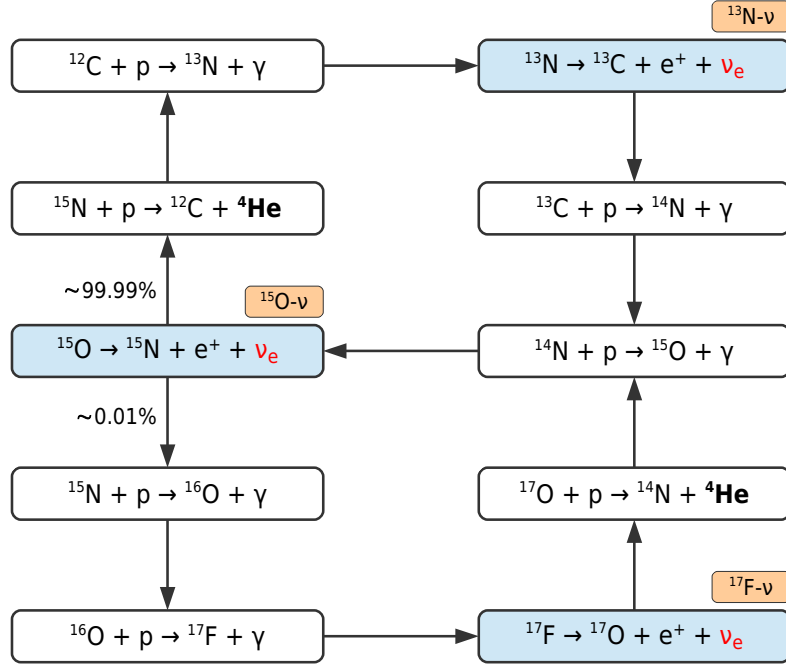 ¹³N-ν
¹²C + p → ¹³N + γ
¹³N → ¹³C + e⁺ + νₑ
¹⁵N + p → ¹²C + ⁴He
¹³C + p → ¹⁴N + γ
~99.99%
¹⁵O-ν
¹⁵O → ¹⁵N + e⁺ + νₑ
¹⁴N + p → ¹⁵O + γ
~0.01%
¹⁵N + p → ¹⁶O + γ
¹⁷O + p → ¹⁴N + ⁴He
¹⁷F-ν
¹⁶O + p → ¹⁷F + γ
¹⁷F → ¹⁷O + e⁺ + νₑ